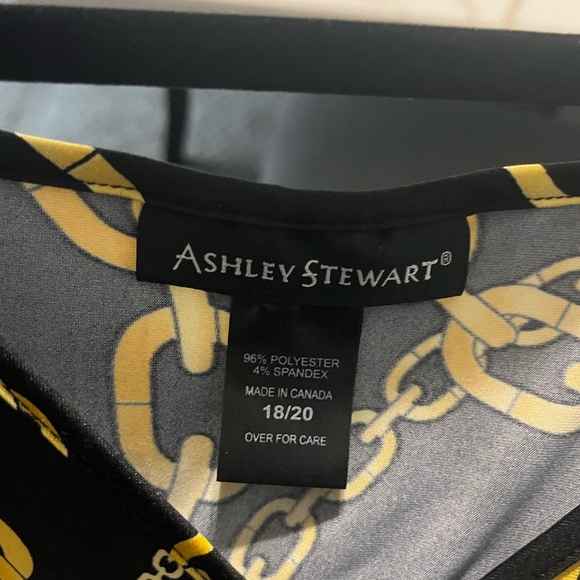 ASHLEY STEWART®
96% POLYESTER
4% SPANDEX
MADE IN CANADA
18/20
OVER FOR CARE